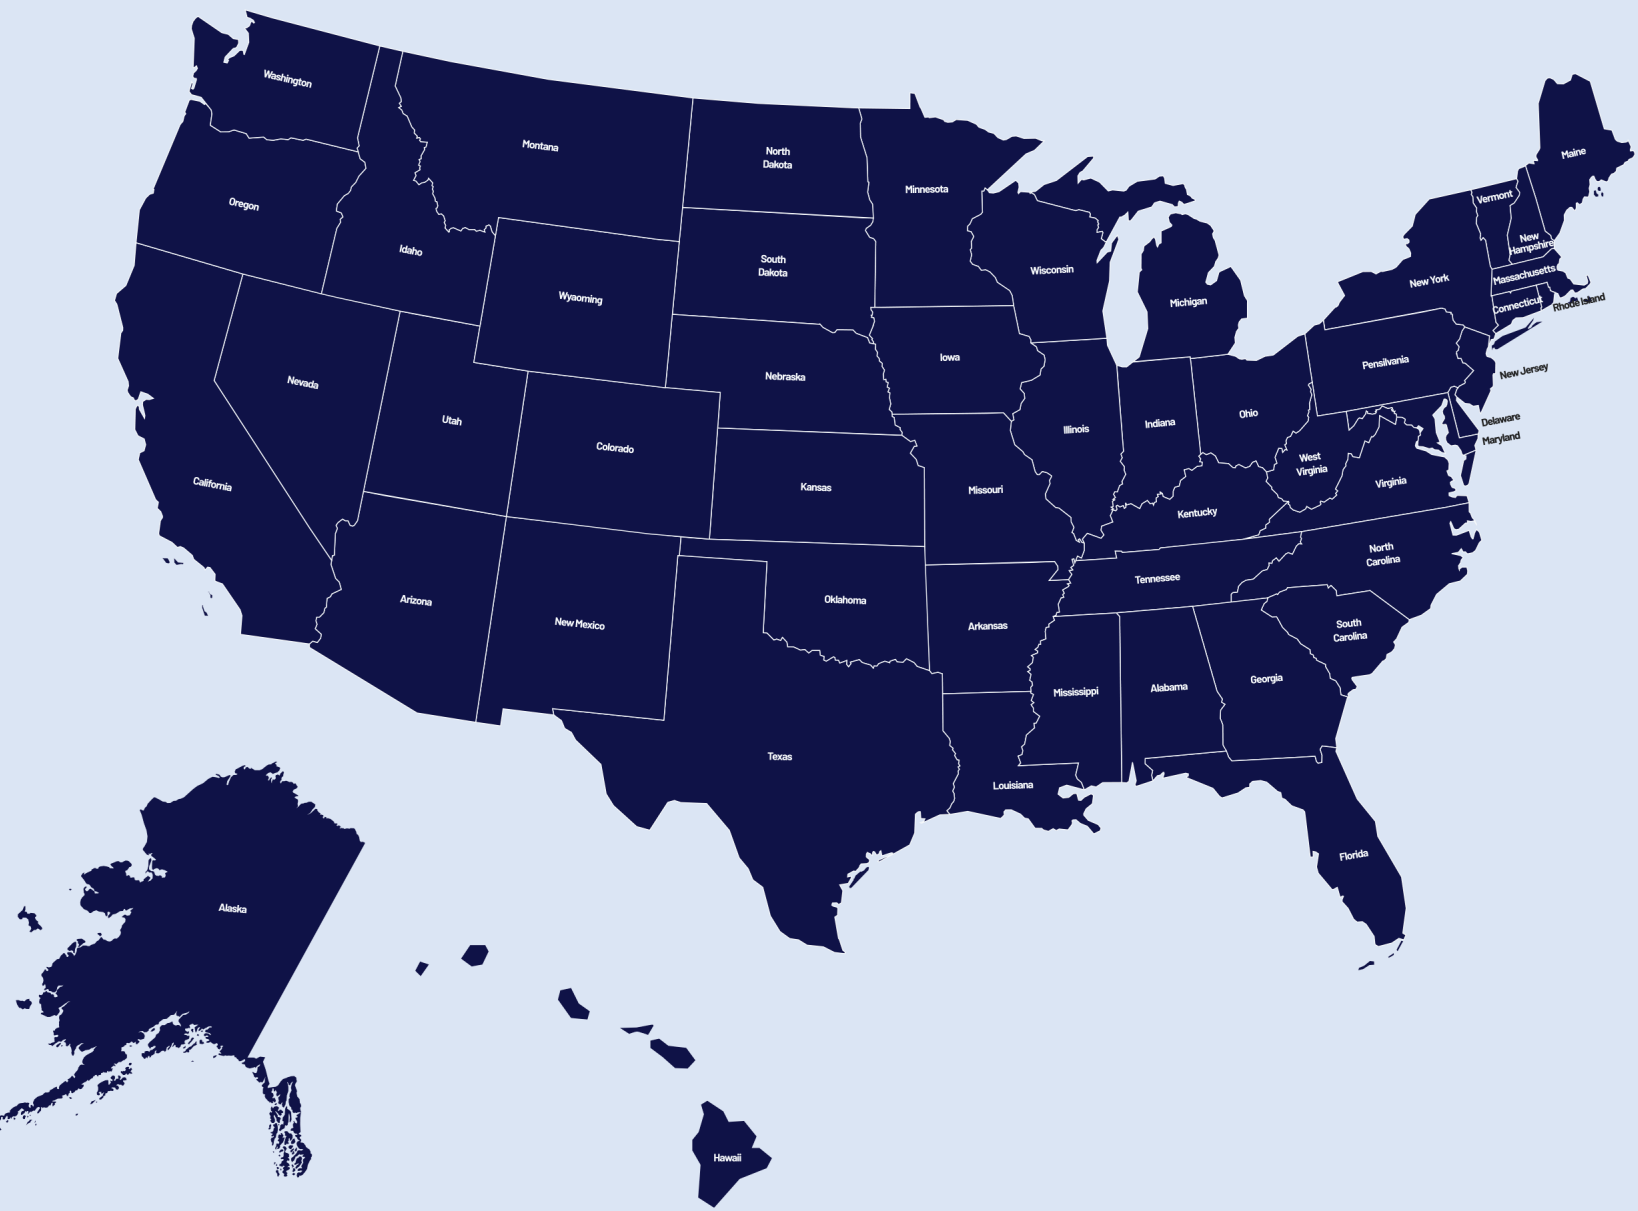 Washington
Montana
North
Dakota
Minnesota
Maine
Oregon
Idaho
Vermont
New
Hampshire
South
Dakota
Wisconsin
Massachusetts
New York
Wyaoming
Michigan
Connecticut
Rhode Island
Iowa
Pensilvania
New Jersey
Nevada
Nebraska
Utah
Colorado
Illinois
Indiana
Ohio
Delaware
Maryland
West
Virginia
Virginia
California
Kansas
Missouri
Kentucky
North
Carolina
Tennessee
Arizona
New Mexico
Oklahoma
Arkansas
South
Carolina
Mississippi
Alabama
Georgia
Texas
Louisiana
Florida
Alaska
Hawaii